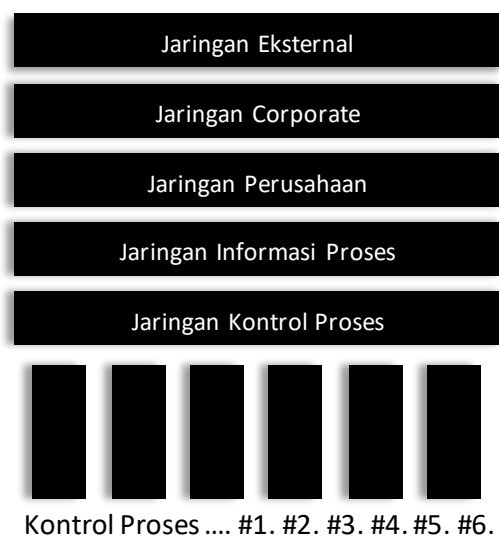 Jaringan Eksternal
Jaringan Corporate
Jaringan Perusahaan
Jaringan Informasi Proses
Jaringan Kontrol Proses
Kontrol Proses .... #1. #2. #3. #4. #5. #6.